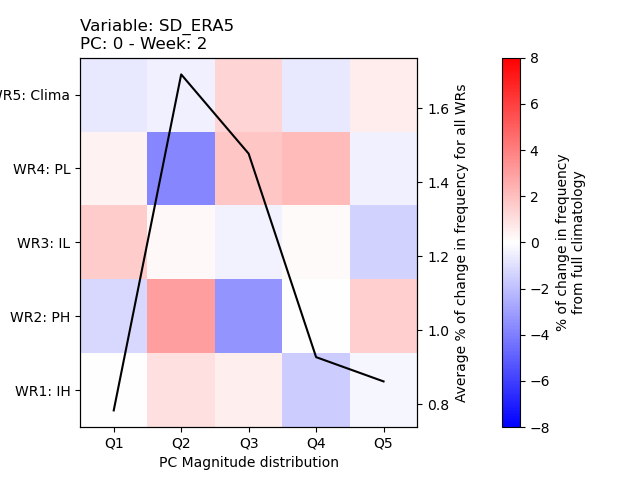 Variable: SD_ERA5
PC: 0 - Week: 2
WR5: Clima
WR4: PL
WR3: IL
WR2: PH
WR1: IH
Q1 Q2 Q3 Q4 Q5
PC Magnitude distribution
1.6
1.4
1.2
1.0
0.8
Average % of change in frequency for all WRs
8
6
4
2
0
−2
−4
−6
−8
% of change in frequency
from full climatology